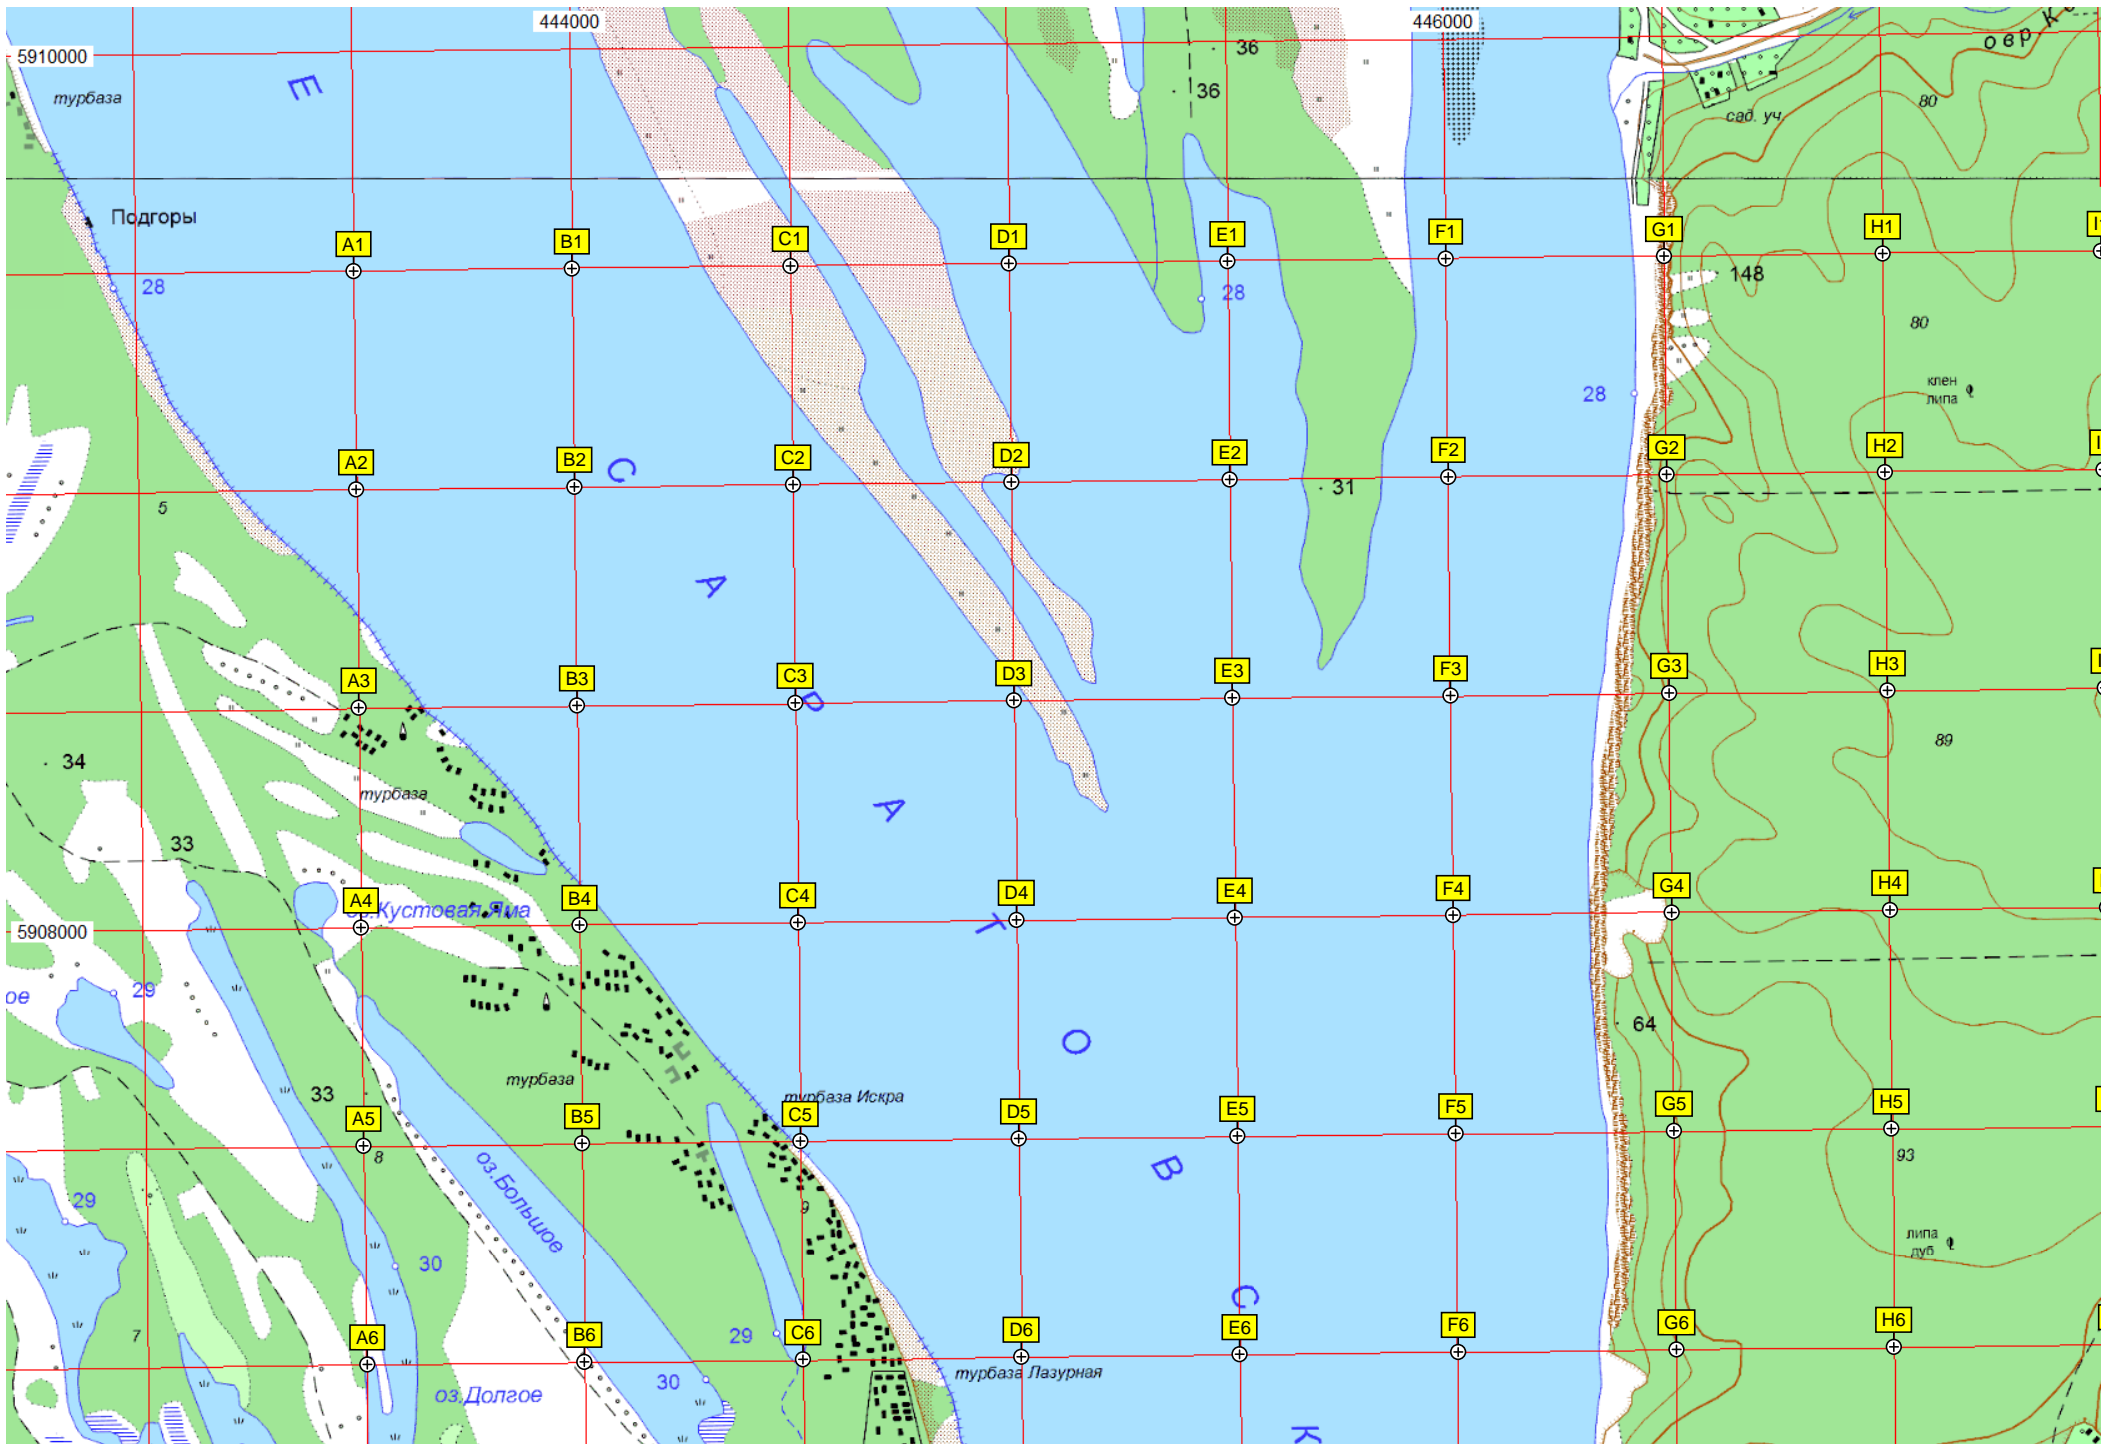 444000
446000
5910000
турбаза
Е
36
36
овр
80
сад. уч
Подгоры
28
A1
B1
C1
D1
E1
F1
G1
H1
28
148
80
28
клен
липа
A2
B2
C2
D2
E2
F2
G2
H2
С
5
31
А
A3
B3
C3
D3
E3
F3
G3
H3
Р
34
турбаза
А
89
33
A4
B4
C4
D4
E4
F4
G4
H4
оз.Кустовая Яма
5908000
Т
ое
29
64
О
33
турбаза
турбаза Искра
A5
B5
C5
D5
E5
F5
G5
H5
8
93
В
оз.Большое
29
9
30
липа
дуб
С
7
A6
B6
29
C6
D6
E6
F6
G6
H6
турбаза Лазурная
30
оз.Долгое
К